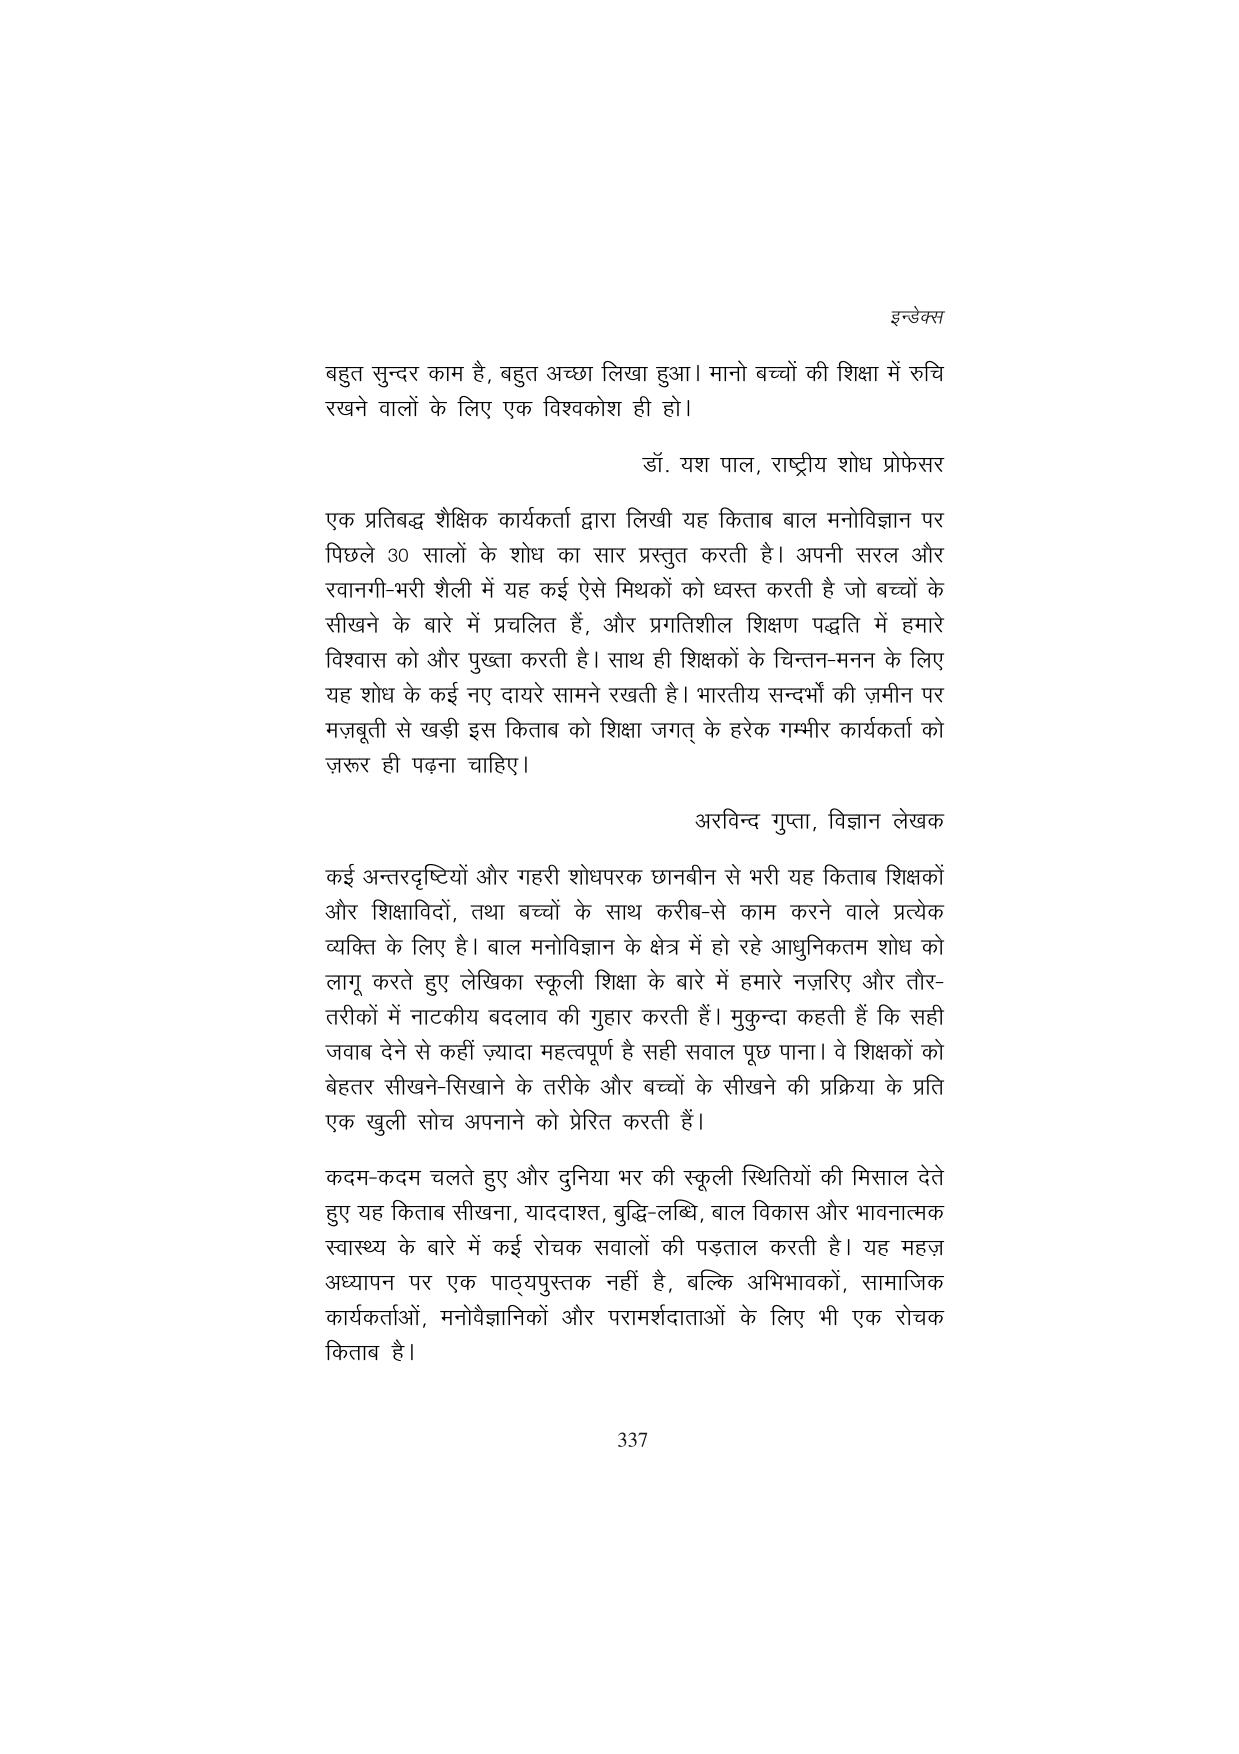 इन्डेक्स
बहुत सुन्दर काम है, बहुत अच्छा लिखा हुआ। मानो बच्चों की शिक्षा में रुचि
रखने वालों के लिए एक विश्वकोश ही हो।
डॉ. यश पाल, राष्ट्रीय शोध प्रोफेसर
एक प्रतिबद्ध शैक्षिक कार्यकर्ता द्वारा लिखी यह किताब बाल मनोविज्ञान पर
पिछले 30 सालों के शोध का सार प्रस्तुत करती है। अपनी सरल और
रवानगी-भरी शैली में यह कई ऐसे मिथकों को ध्वस्त करती है जो बच्चों के
सीखने के बारे में प्रचलित हैं, और प्रगतिशील शिक्षण पद्धति में हमारे
विश्वास को और पुख्ता करती है। साथ ही शिक्षकों के चिन्तन-मनन के लिए
यह शोध के कई नए दायरे सामने रखती है। भारतीय सन्दर्भों की ज़मीन पर
मज़बूती से खड़ी इस किताब को शिक्षा जगत् के हरेक गम्भीर कार्यकर्ता को
ज़रूर ही पढ़ना चाहिए।
अरविन्द गुप्ता, विज्ञान लेखक
कई अन्तरदृष्टियों और गहरी शोधपरक छानबीन से भरी यह किताब शिक्षकों
और शिक्षाविदों, तथा बच्चों के साथ करीब-से काम करने वाले प्रत्येक
व्यक्ति के लिए है। बाल मनोविज्ञान के क्षेत्र में हो रहे आधुनिकतम शोध को
लागू करते हुए लेखिका स्कूली शिक्षा के बारे में हमारे नज़रिए और तौर-
तरीकों में नाटकीय बदलाव की गुहार करती हैं। मुकुन्दा कहती हैं कि सही
जवाब देने से कहीं ज़्यादा महत्वपूर्ण है सही सवाल पूछ पाना। वे शिक्षकों को
बेहतर सीखने-सिखाने के तरीके और बच्चों के सीखने की प्रक्रिया के प्रति
एक खुली सोच अपनाने को प्रेरित करती हैं।
कदम-कदम चलते हुए और दुनिया भर की स्कूली स्थितियों की मिसाल देते
हुए यह किताब सीखना, याददाश्त, बुद्धि-लब्धि, बाल विकास और भावनात्मक
स्वास्थ्य के बारे में कई रोचक सवालों की पड़ताल करती है। यह महज़
अध्यापन पर एक पाठ्यपुस्तक नहीं है, बल्कि अभिभावकों, सामाजिक
कार्यकर्ताओं, मनोवैज्ञानिकों और परामर्शदाताओं के लिए भी एक रोचक
किताब है।
337